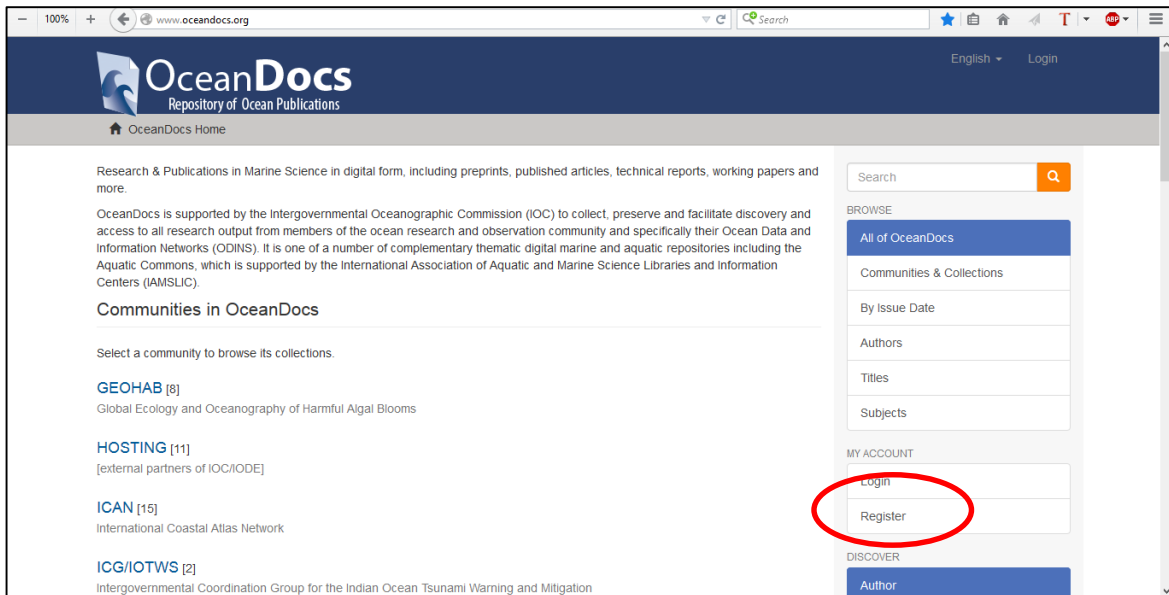 100%
www.oceandocs.org
Search
T
ABP
OceanDocs
Repository of Ocean Publications
English
Login
OceanDocs Home
Research & Publications in Marine Science in digital form, including preprints, published articles, technical reports, working papers and
more.
OceanDocs is supported by the Intergovernmental Oceanographic Commission (IOC) to collect, preserve and facilitate discovery and
access to all research output from members of the ocean research and observation community and specifically their Ocean Data and
Information Networks (ODINS). It is one of a number of complementary thematic digital marine and aquatic repositories including the
Aquatic Commons, which is supported by the International Association of Aquatic and Marine Science Libraries and Information
Centers (IAMSLIC).
Communities in OceanDocs
Select a community to browse its collections.
GEOHAB [8]
Global Ecology and Oceanography of Harmful Algal Blooms
HOSTING [11]
[external partners of IOC/IODE]
ICAN [15]
International Coastal Atlas Network
ICG/IOTWS [2]
Intergovernmental Coordination Group for the Indian Ocean Tsunami Warning and Mitigation
Search
BROWSE
All of OceanDocs
Communities & Collections
By Issue Date
Authors
Titles
Subjects
MY ACCOUNT
Login
Register
DISCOVER
Author